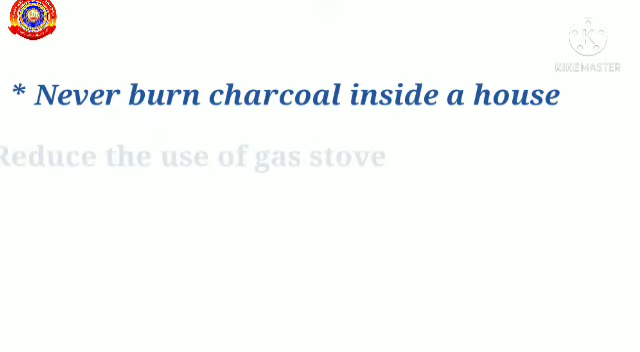 KINEMASTER
* Never burn charcoal inside a house
Reduce the use of gas stove